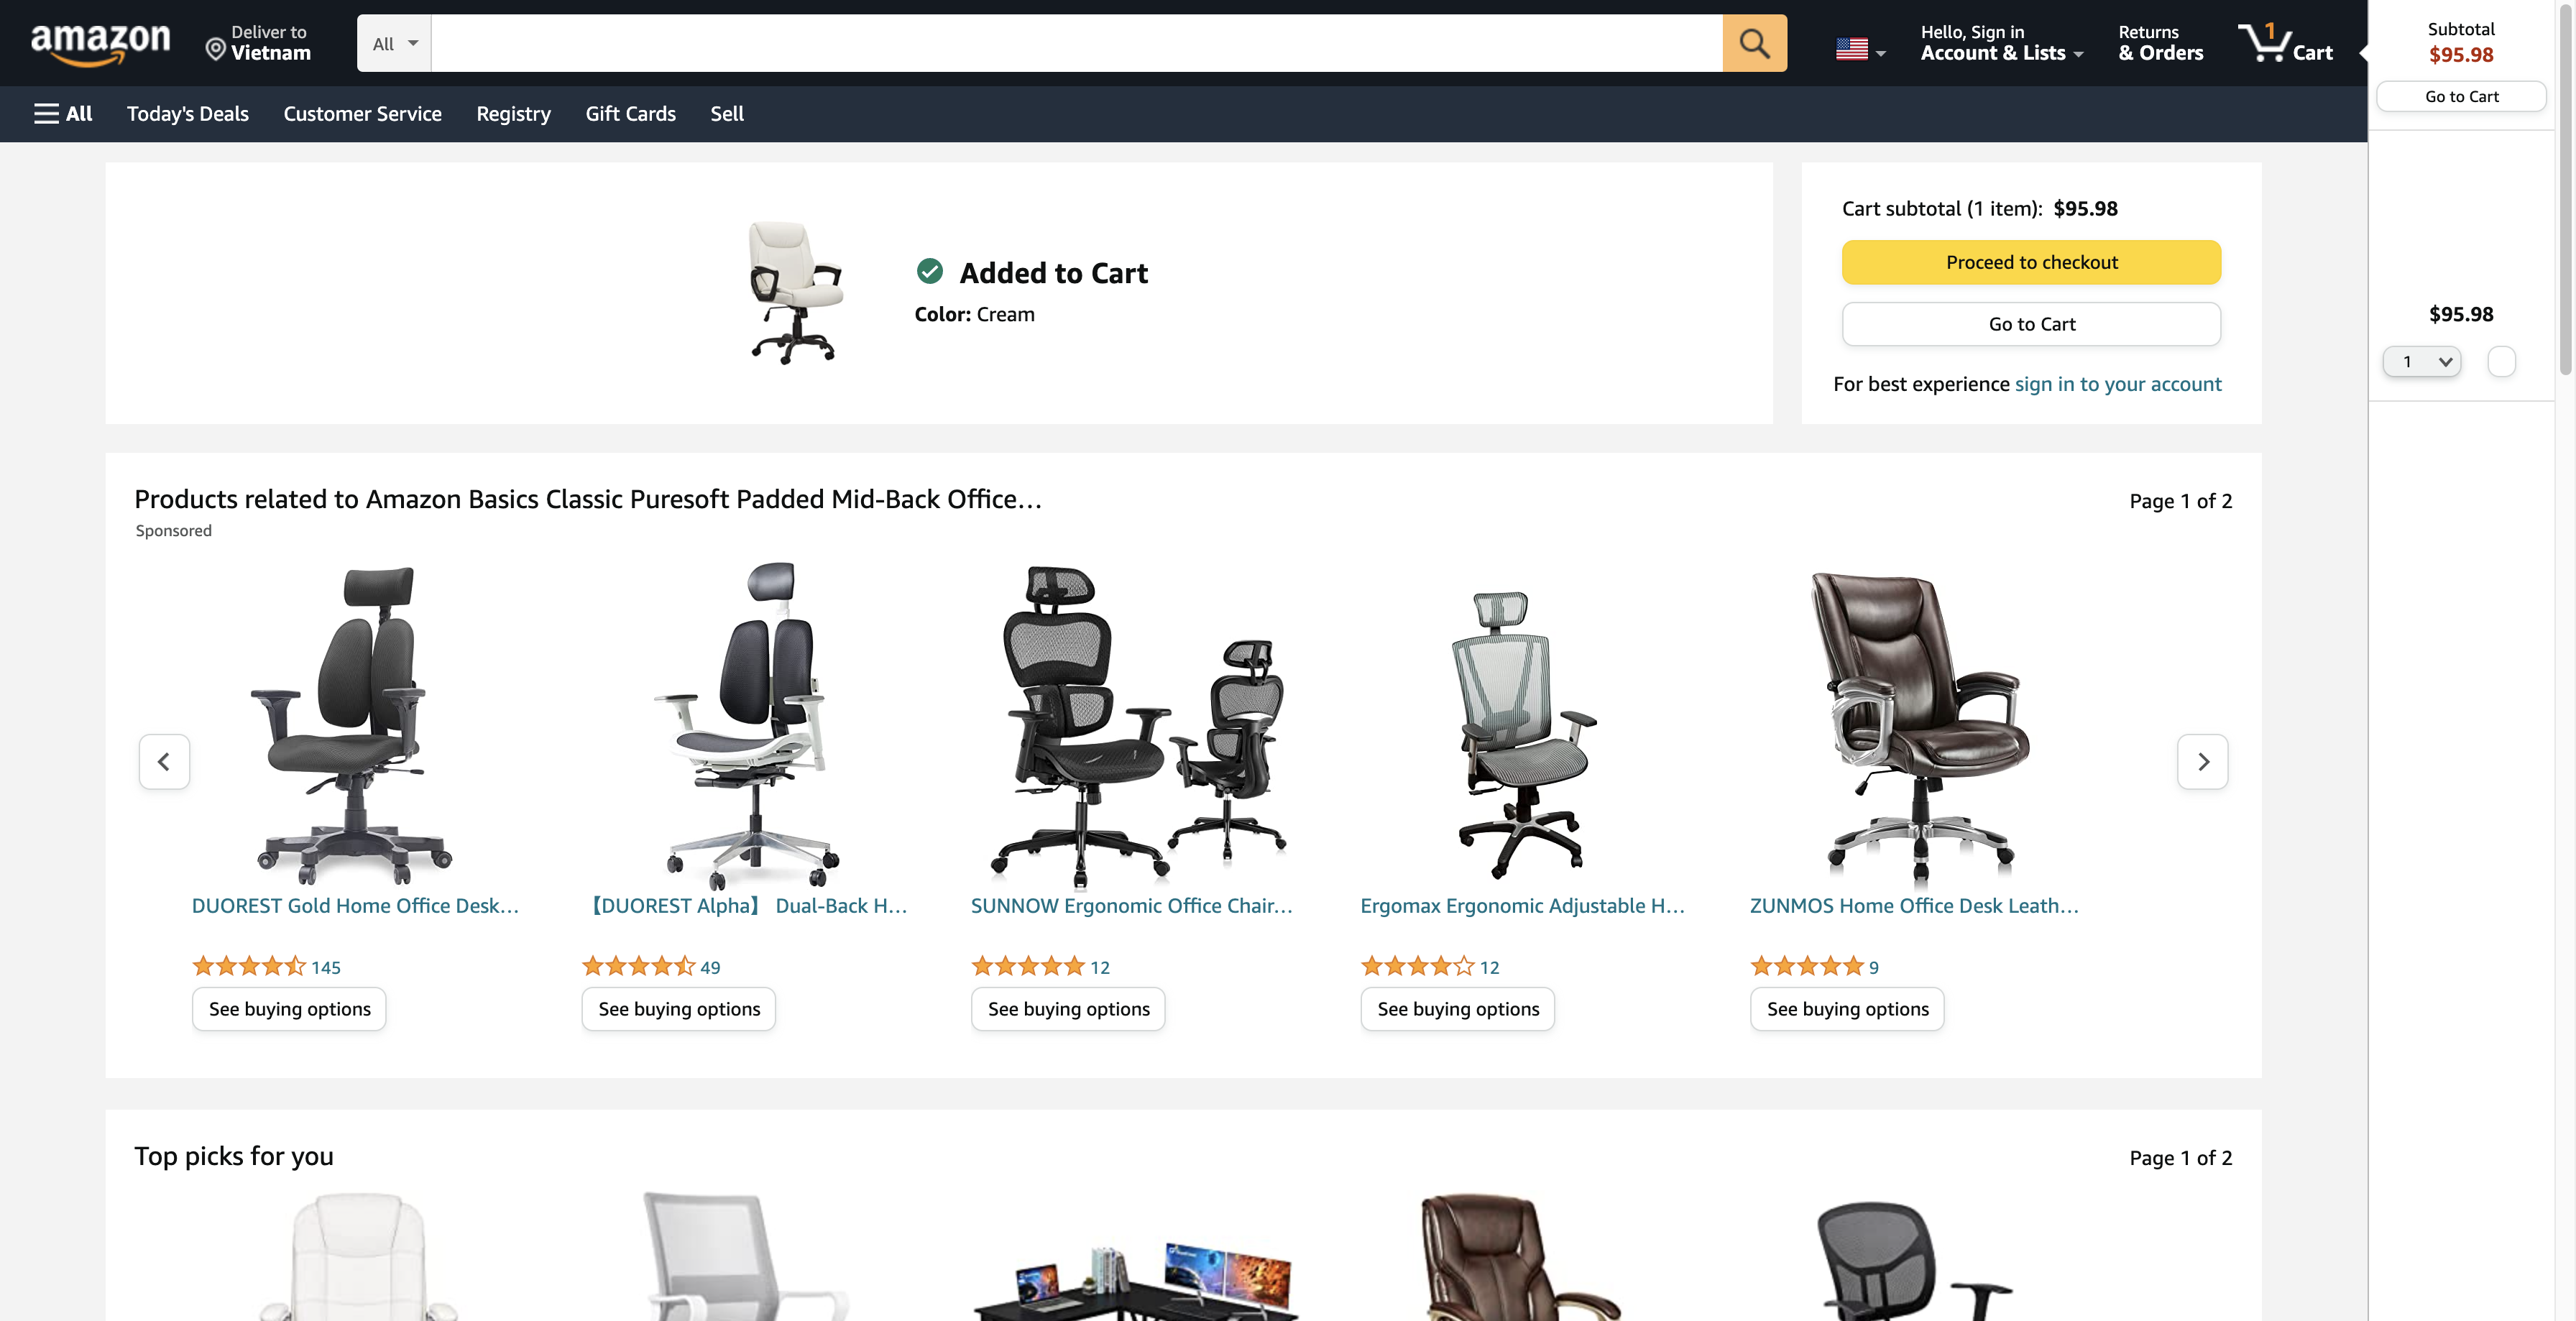 amazon
Deliver to
Vietnam
All
Hello, Sign in
Account & Lists
Returns
& Orders
1
Cart
Subtotal
$95.98
Go to Cart
All
Today's Deals
Customer Service
Registry
Gift Cards
Sell
Added to Cart
Color: Cream
Cart subtotal (1 item): $95.98
Proceed to checkout
Go to Cart
For best experience sign in to your account
$95.98
1
Products related to Amazon Basics Classic Puresoft Padded Mid-Back Office…
Page 1 of 2
Sponsored
DUOREST Gold Home Office Desk…
【DUOREST Alpha】 Dual-Back H…
SUNNOW Ergonomic Office Chair…
Ergomax Ergonomic Adjustable H…
ZUNMOS Home Office Desk Leath…
145
49
12
12
9
See buying options
See buying options
See buying options
See buying options
See buying options
Top picks for you
Page 1 of 2